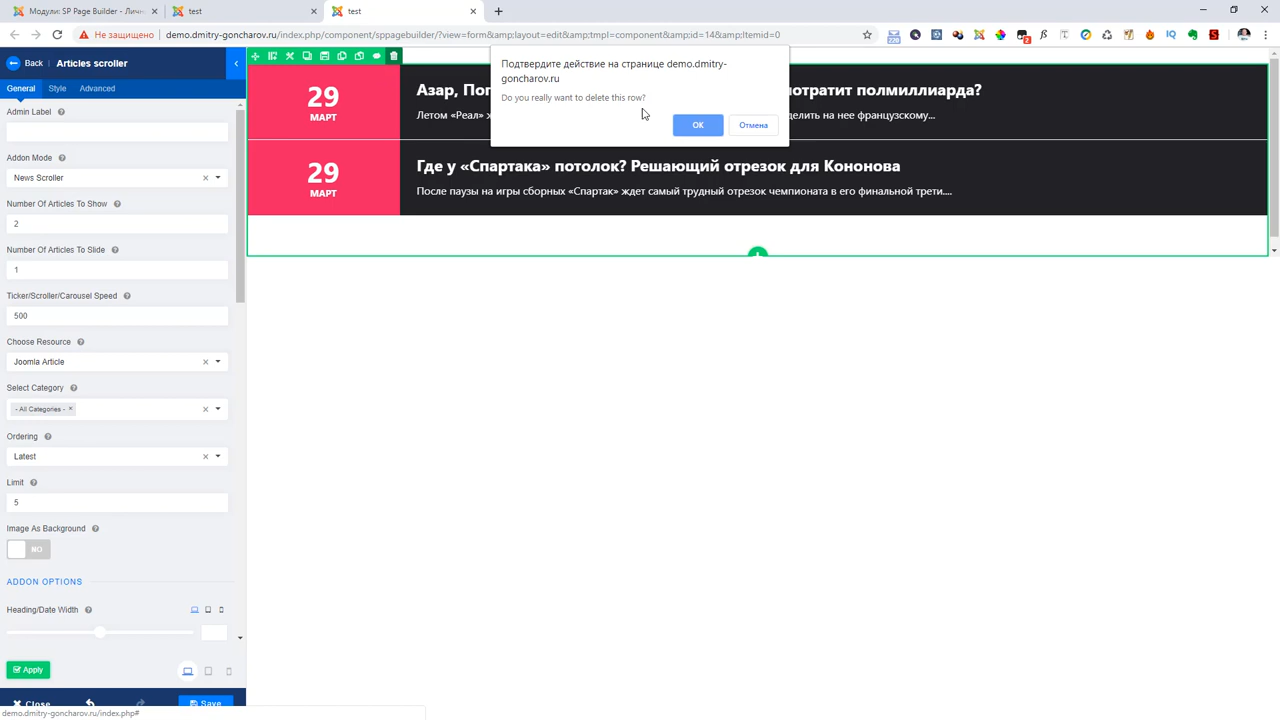 Модули: SP Page Builder - Личн
test
test
Не защищено
demo.dmitry-goncharov.ru/index.php/component/sppagebuilder/?view=form&amp;layout=edit&amp;tmpl=component&amp;id=14&amp;Itemid=0
Back
Articles scroller
General
Style
Advanced
Admin Label
Addon Mode
News Scroller
Number Of Articles To Show
2
Number Of Articles To Slide
1
Ticker/Scroller/Carousel Speed
500
Choose Resource
Joomla Article
Select Category
- All Categories - ×
Ordering
Latest
Limit
5
Image As Background
NO
ADDON OPTIONS
Heading/Date Width
Apply
Close
Save
demo.dmitry-goncharov.ru/index.php#
Подтвердите действие на странице demo.dmitry-
goncharov.ru
Do you really want to delete this row?
OK
Отмена
29
МАРТ
Азар, Пог
потратит полмиллиарда?
Летом «Реал»
делить на нее французскому...
29
МАРТ
Где у «Спартака» потолок? Решающий отрезок для Кононова
После паузы на игры сборных «Спартак» ждет самый трудный отрезок чемпионата в его финальной трети....